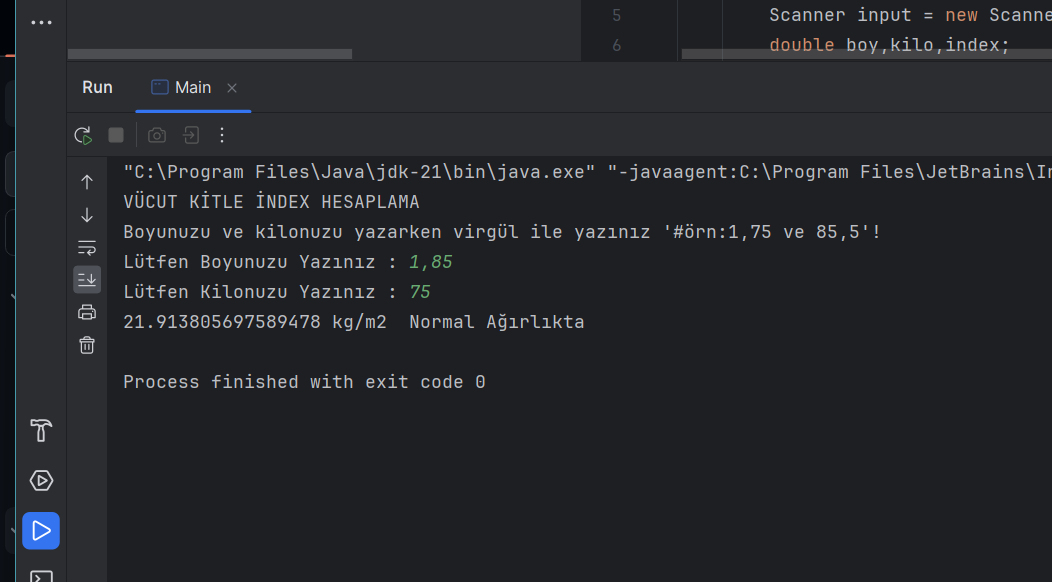 5 Scanner input = new Scanne
6 double boy,kilo,index;
Run Main
"C:\Program Files\Java\jdk-21\bin\java.exe" "-javaagent:C:\Program Files\JetBrains\In
VÜCUT KİTLE İNDEX HESAPLAMA
Boyunuzu ve kilonuzu yazarken virgül ile yazınız '#örn:1,75 ve 85,5'!
Lütfen Boyunuzu Yazınız : 1,85
Lütfen Kilonuzu Yazınız : 75
21.913805697589478 kg/m2  Normal Ağırlıkta
Process finished with exit code 0